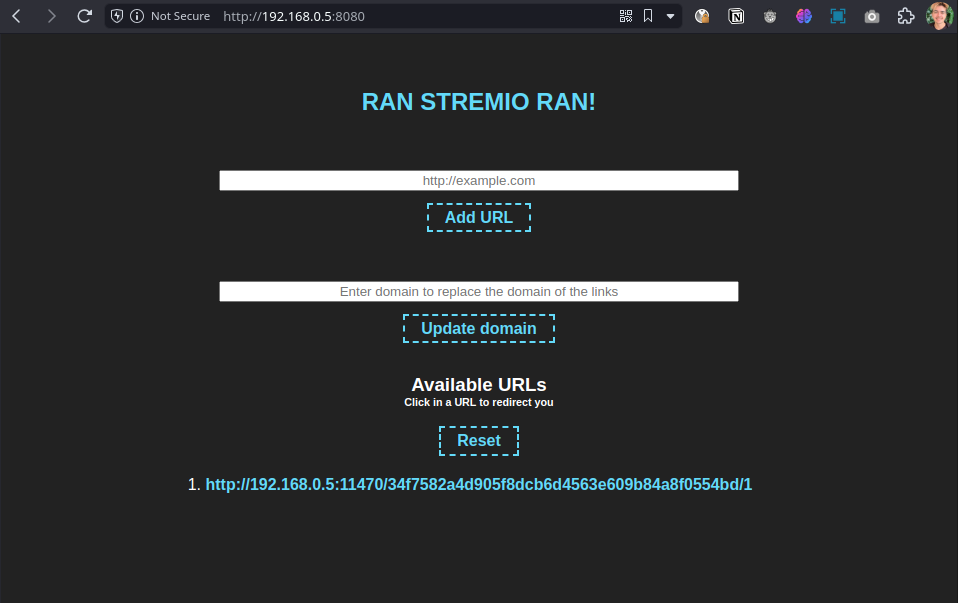 Not Secure http://192.168.0.5:8080
RAN STREMIO RAN!
http://example.com
Add URL
Enter domain to replace the domain of the links
Update domain
Available URLs
Click in a URL to redirect you
Reset
1. http://192.168.0.5:11470/34f7582a4d905f8dcb6d4563e609b84a8f0554bd/1